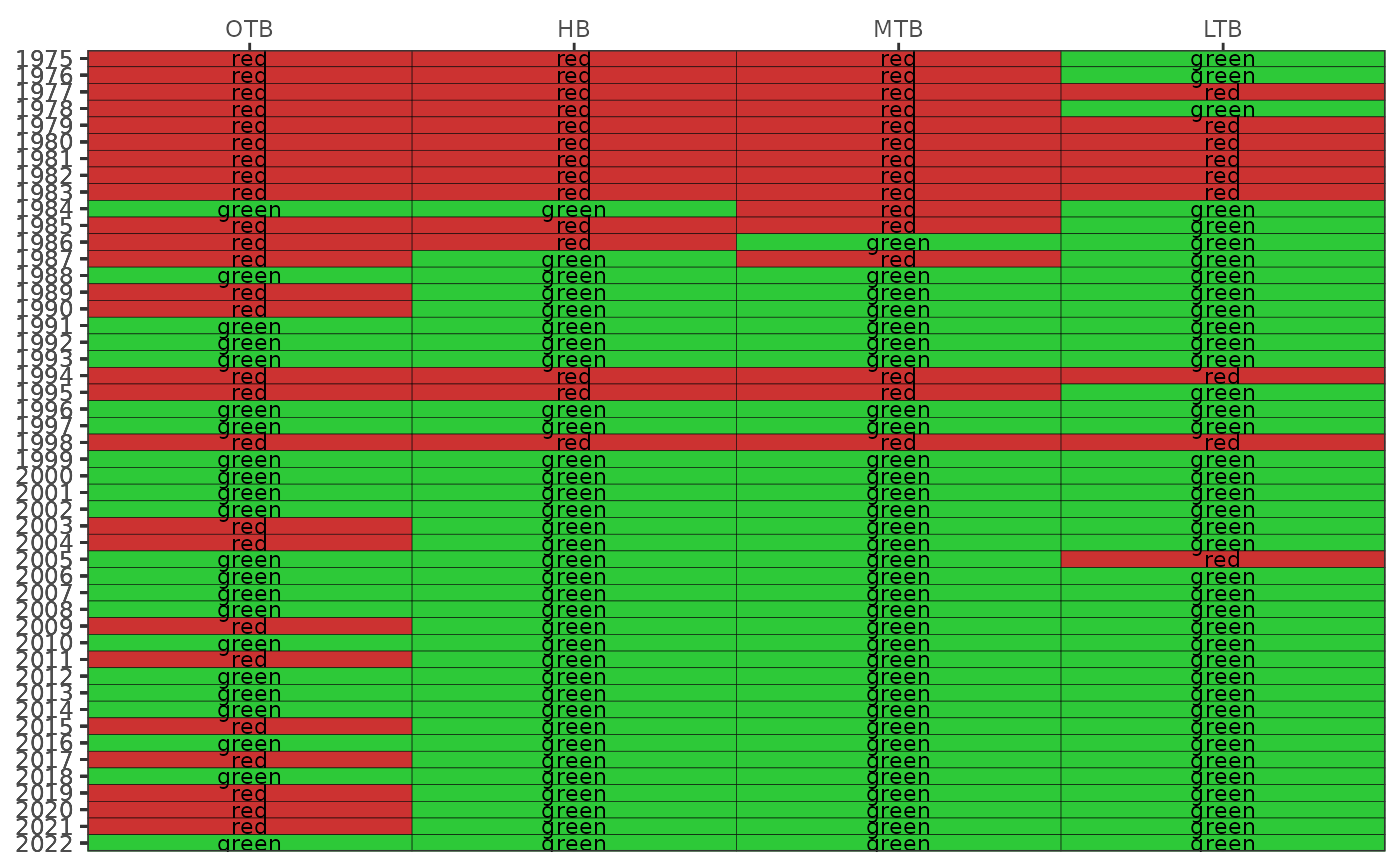 OTB HB MTB LTB
1975 red red red green
1976 red red red green
1977 red red red red
1978 red red red green
1979 red red red red
1980 red red red red
1981 red red red red
1982 red red red red
1983 red red red red
1984 green green red green
1985 red red red green
1986 red red green green
1987 red green red green
1988 green green green green
1989 red green green green
1990 red green green green
1991 green green green green
1992 green green green green
1993 green green green green
1994 red red red red
1995 red red red green
1996 green green green green
1997 green green green green
1998 red red red red
1999 green green green green
2000 green green green green
2001 green green green green
2002 green green green green
2003 red green green green
2004 red green green green
2005 green green green red
2006 green green green green
2007 green green green green
2008 green green green green
2009 red green green green
2010 green green green green
2011 red green green green
2012 green green green green
2013 green green green green
2014 green green green green
2015 red green green green
2016 green green green green
2017 red green green green
2018 green green green green
2019 red green green green
2020 red green green green
2021 red green green green
2022 green green green green